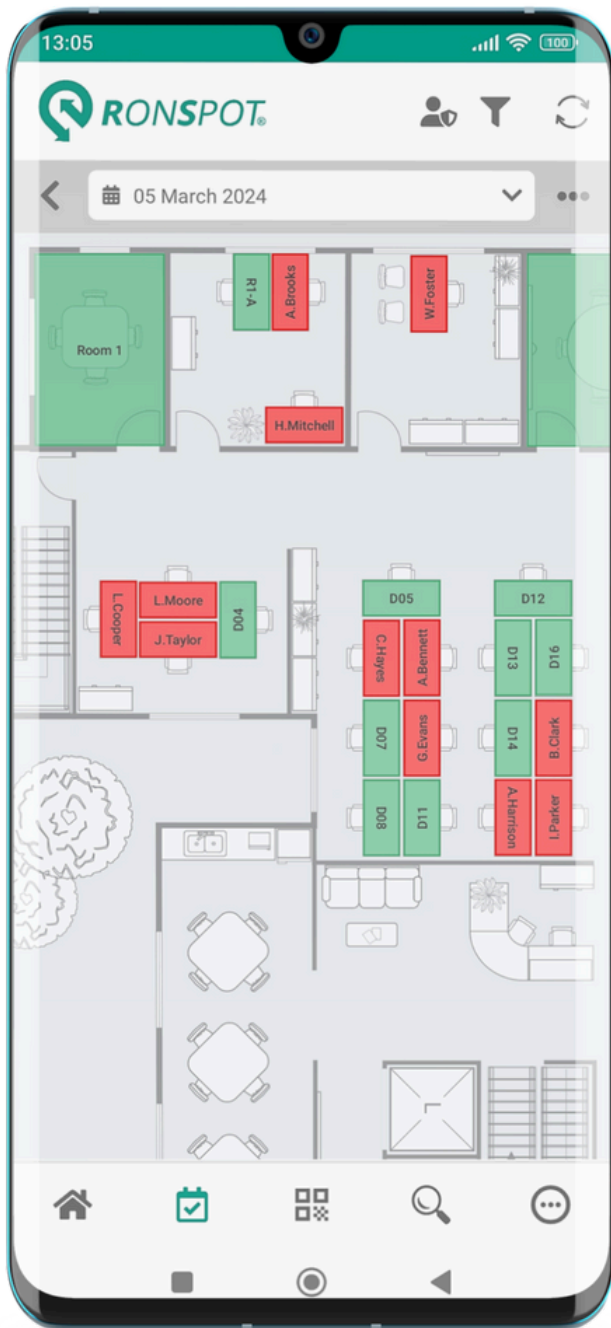 13:05
100
RONSPOT®
05 March 2024
Room 1
R1-A
A.Brooks
H.Mitchell
W.Foster
L.Cooper
L.Moore
J.Taylor
D04
D05
C.Hayes
A.Bennett
D07
G.Evans
D08
D11
D12
D13
D16
D14
B.Clark
A.Harrison
I.Parker
L